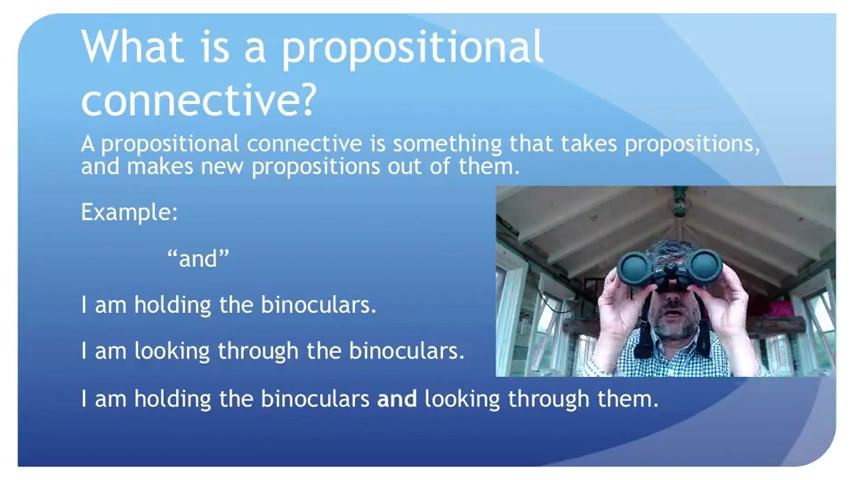 What is a propositional
connective?
A propositional connective is something that takes propositions,
and makes new propositions out of them.
Example:
“and”
I am holding the binoculars.
I am looking through the binoculars.
I am holding the binoculars and looking through them.